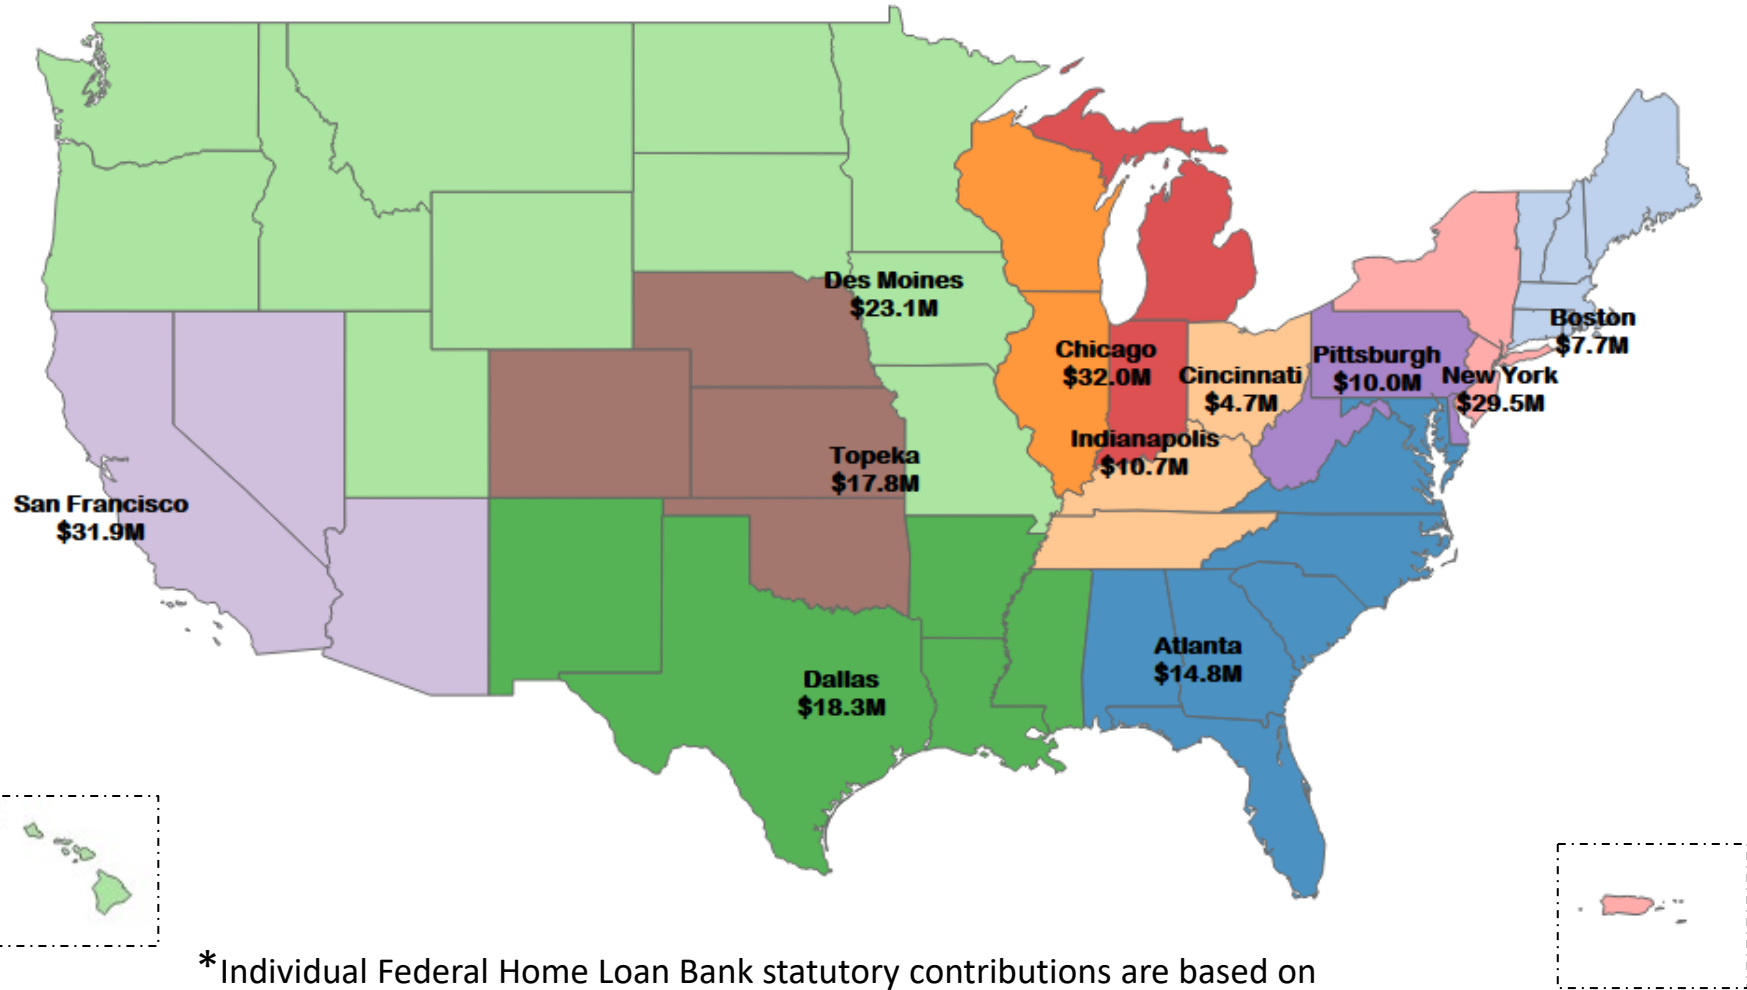 Des Moines
$23.1M
Boston
$7.7M
Chicago
$32.0M
Cincinnati
$4.7M
Pittsburgh
$10.0M
New York
$29.5M
Indianapolis
$10.7M
Topeka
$17.8M
San Francisco
$31.9M
Atlanta
$14.8M
Dallas
$18.3M
*Individual Federal Home Loan Bank statutory contributions are based on